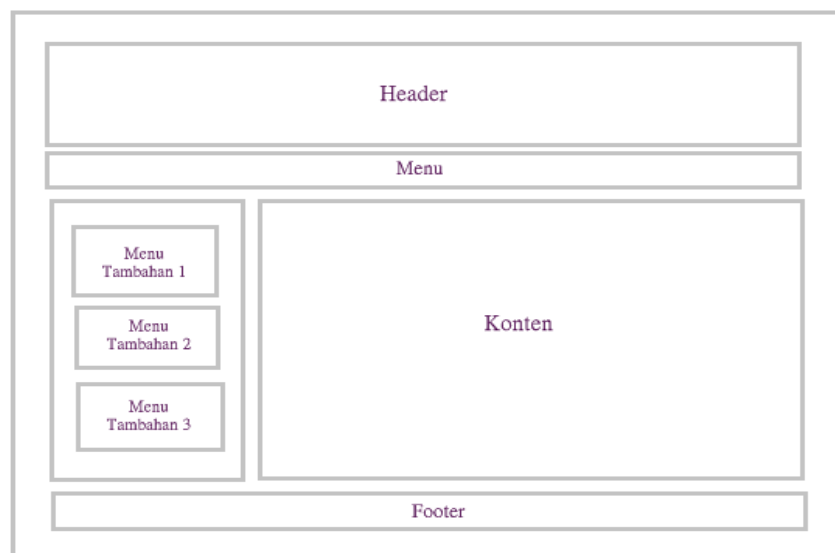 Header
Menu
Menu
Tambahan 1
Menu
Tambahan 2
Menu
Tambahan 3
Konten
Footer